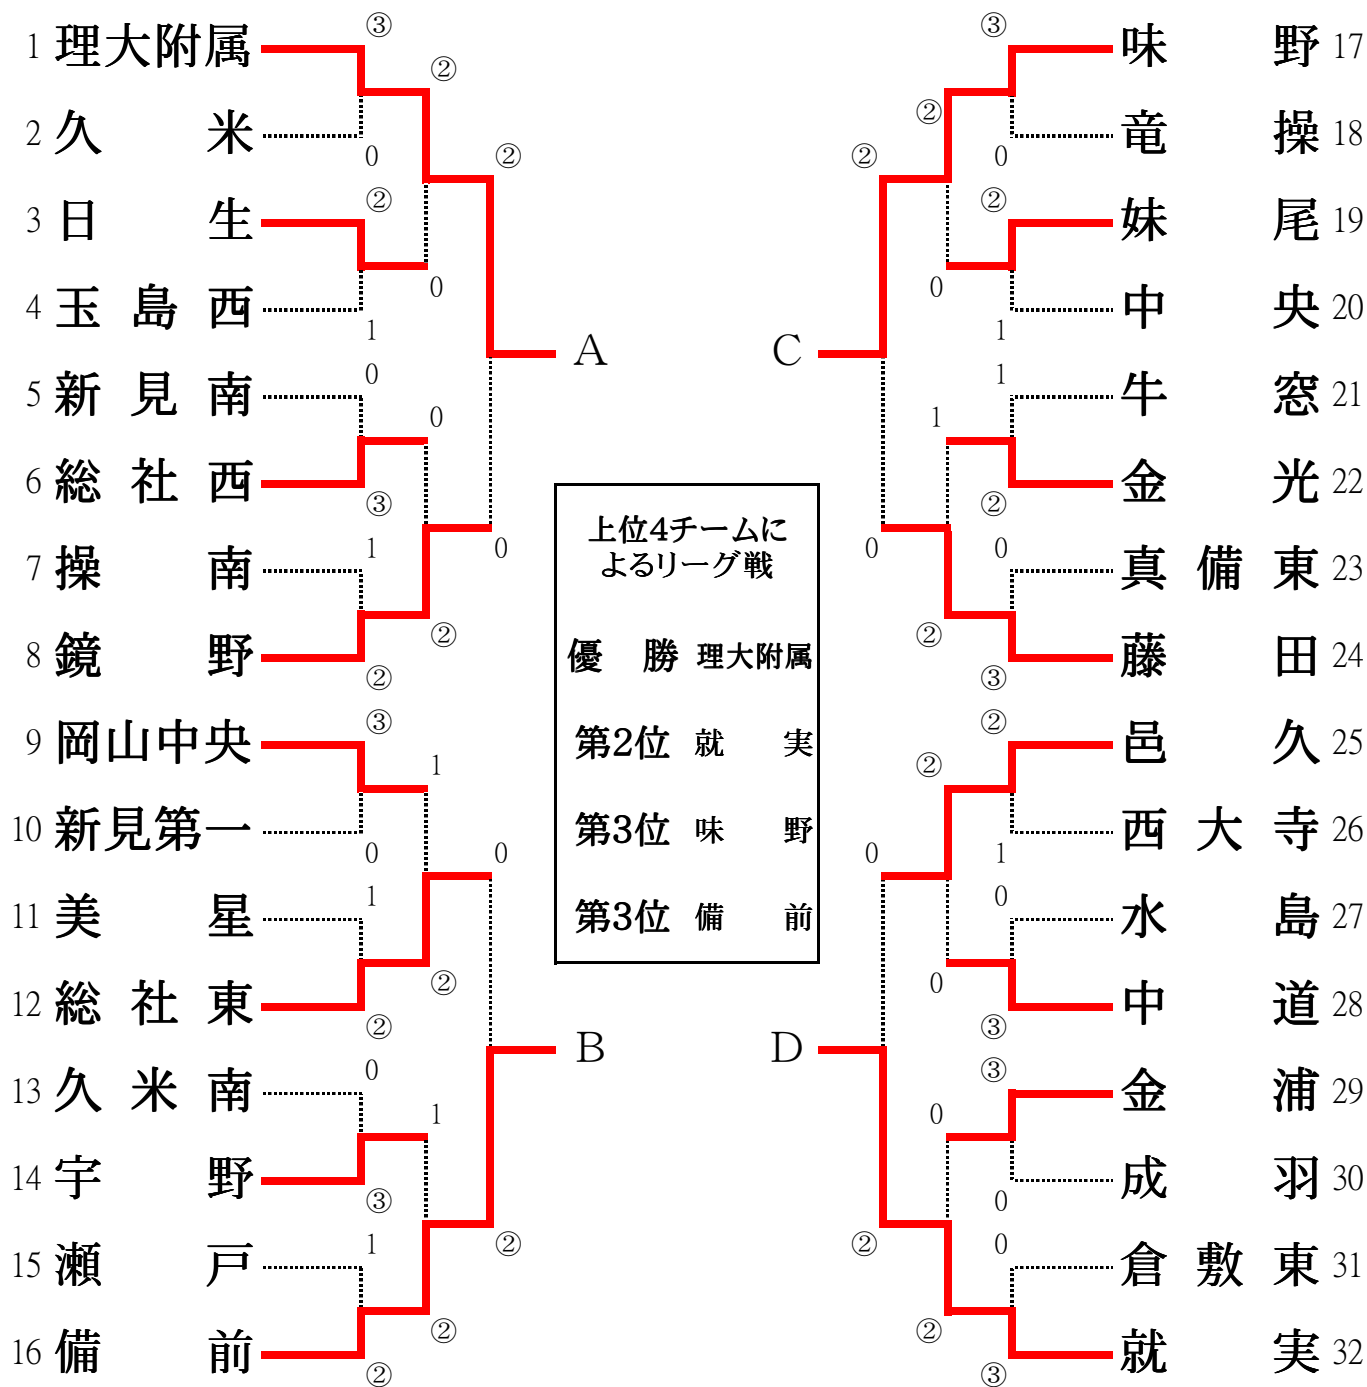 1 理大附属 ③
②
2 久米 0
②
3 日生 ②
0
4 玉島西 1
A
5 新見南 0
0
6 総社西 ③
0
7 操南 1
②
8 鏡野 ②
9 岡山中央 ③
1
10 新見第一 0
0
11 美星 1
②
12 総社東 ②
B
13 久米南 0
1
14 宇野 ③
②
15 瀬戸 1
②
16 備前 ②
上位4チームに
よるリーグ戦
優勝 理大附属
第2位 就実
第3位 味野
第3位 備前
③ 味野 17
②
0 竜操 18
②
② 妹尾 19
0
1 中央 20
C
1 牛窓 21
1
② 金光 22
0
0 真備東 23
②
③ 藤田 24
② 邑久 25
②
1 西大寺 26
0
0 水島 27
0
③ 中道 28
D
③ 金浦 29
0
0 成羽 30
②
0 倉敷東 31
②
③ 就実 32